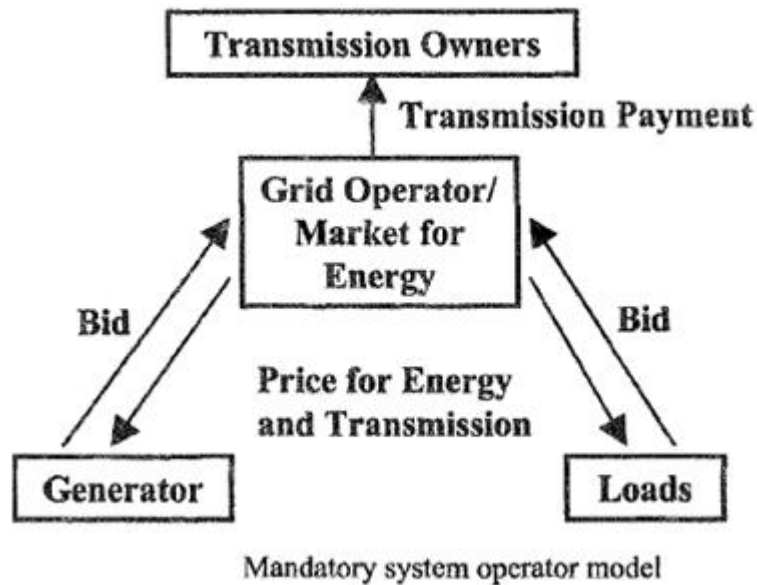 Transmission Owners
Transmission Payment
Grid Operator/
Market for
Energy
Bid
Bid
Price for Energy
and Transmission
Generator
Loads
Mandatory system operator model